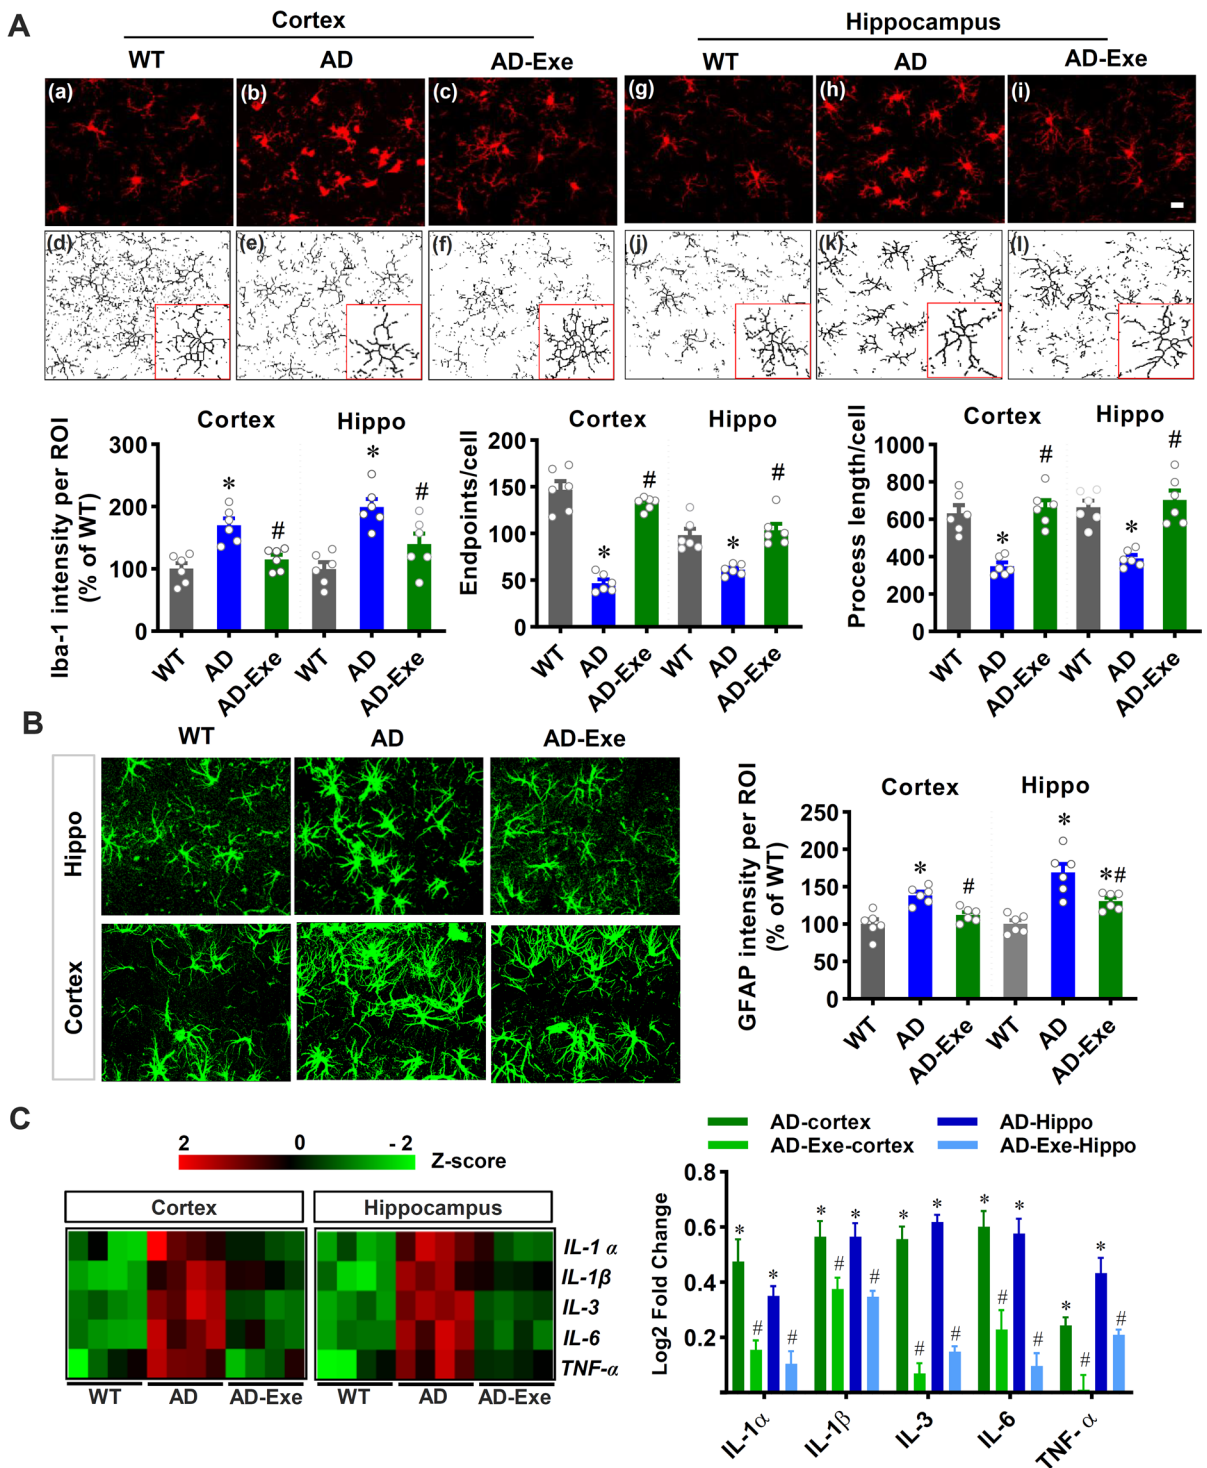 A
Cortex
Hippocampus
WT AD AD-Exe WT AD AD-Exe
(a) (b) (c) (g) (h) (i)
(d) (e) (f) (j) (k) (l)
Iba-1 intensity per ROI
(% of WT)
Cortex Hippo
300
200
100
0
* # * #
WT AD AD-Exe WT AD AD-Exe
Endpoints/cell
Cortex Hippo
200
150
100
50
0
* # * #
WT AD AD-Exe WT AD AD-Exe
Process length/cell
Cortex Hippo
1000
800
600
400
200
0
* # * #
WT AD AD-Exe WT AD AD-Exe
B
WT AD AD-Exe
Hippo
Cortex
GFAP intensity per ROI
(% of WT)
Cortex Hippo
250
200
150
100
50
0
* # * *#
WT AD AD-Exe WT AD AD-Exe
C
2 0 - 2
Z-score
Cortex Hippocampus
IL-1 α
IL-1β
IL-3
IL-6
TNF-α
WT AD AD-Exe WT AD AD-Exe
AD-cortex AD-Hippo
AD-Exe-cortex AD-Exe-Hippo
Log2 Fold Change
0.8
0.6
0.4
0.2
* # * # * # * # * # * # * # * # * # * #
IL-1α IL-1β IL-3 IL-6 TNF- α